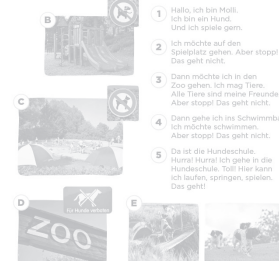 B
C
D
Für Hunde verboten
ZOO
E
1 Hallo, ich bin Molli.
Ich bin ein Hund.
Und ich spiele gern.
2 Ich möchte auf den
Spielplatz gehen. Aber stopp!
Das geht nicht.
3 Dann möchte ich in den
Zoo gehen. Ich mag Tiere.
Alle Tiere sind meine Freunde
Aber stopp! Das geht nicht.
4 Dann gehe ich ins Schwimmba
Ich möchte schwimmen.
Aber stopp! Das geht nicht.
5 Da ist die Hundeschule.
Hurra! Hurra! Ich gehe in die
Hundeschule. Toll! Hier kann
ich laufen, springen, spielen.
Das geht!